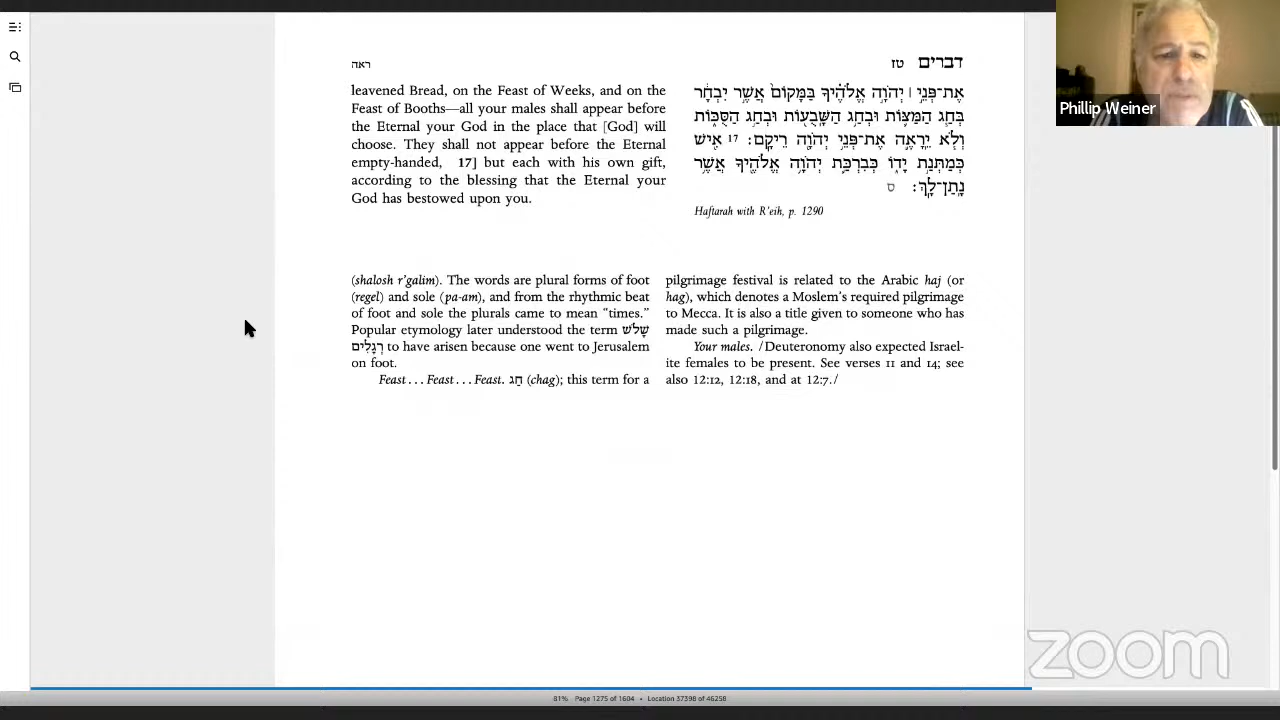 ראה
דברים טז
leavened Bread, on the Feast of Weeks, and on the
Feast of Booths—all your males shall appear before
the Eternal your God in the place that [God] will
choose. They shall not appear before the Eternal
empty-handed, 17] but each with his own gift,
according to the blessing that the Eternal your
God has bestowed upon you.
אֶת־פְּנֵ֣י ׀ יְהֹוָ֣ה אֱלֹהֶ֗יךָ בַּמָּקוֹם֙ אֲשֶׁ֣ר יִבְחָ֔ר
בְּחַ֧ג הַמַּצּ֛וֹת וּבְחַ֥ג הַשָּׁבֻע֖וֹת וּבְחַ֣ג הַסֻּכּ֑וֹת
וְלֹ֧א יֵרָאֶ֛ה אֶת־פְּנֵ֥י יְהֹוָ֖ה רֵיקָֽם׃ 17 אִ֖ישׁ
כְּמַתְּנַ֣ת יָד֑וֹ כְּבִרְכַּ֛ת יְהֹוָ֥ה אֱלֹהֶ֖יךָ אֲשֶׁ֥ר
נָֽתַן־לָֽךְ׃ ס
Haftarah with R’eih, p. 1290
(shalosh r’galim). The words are plural forms of foot
(regel) and sole (pa-am), and from the rhythmic beat
of foot and sole the plurals came to mean “times.”
Popular etymology later understood the term שָׁלֹשׁ
רְגָלִים to have arisen because one went to Jerusalem
on foot.
Feast . . . Feast . . . Feast. חַג (chag); this term for a
pilgrimage festival is related to the Arabic haj (or
hag), which denotes a Moslem’s required pilgrimage
to Mecca. It is also a title given to someone who has
made such a pilgrimage.
Your males. /Deuteronomy also expected Israel-
ite females to be present. See verses 11 and 14; see
also 12:12, 12:18, and at 12:7./
Phillip Weiner
zoom
81% Page 1275 of 1604 • Location 37398 of 46258